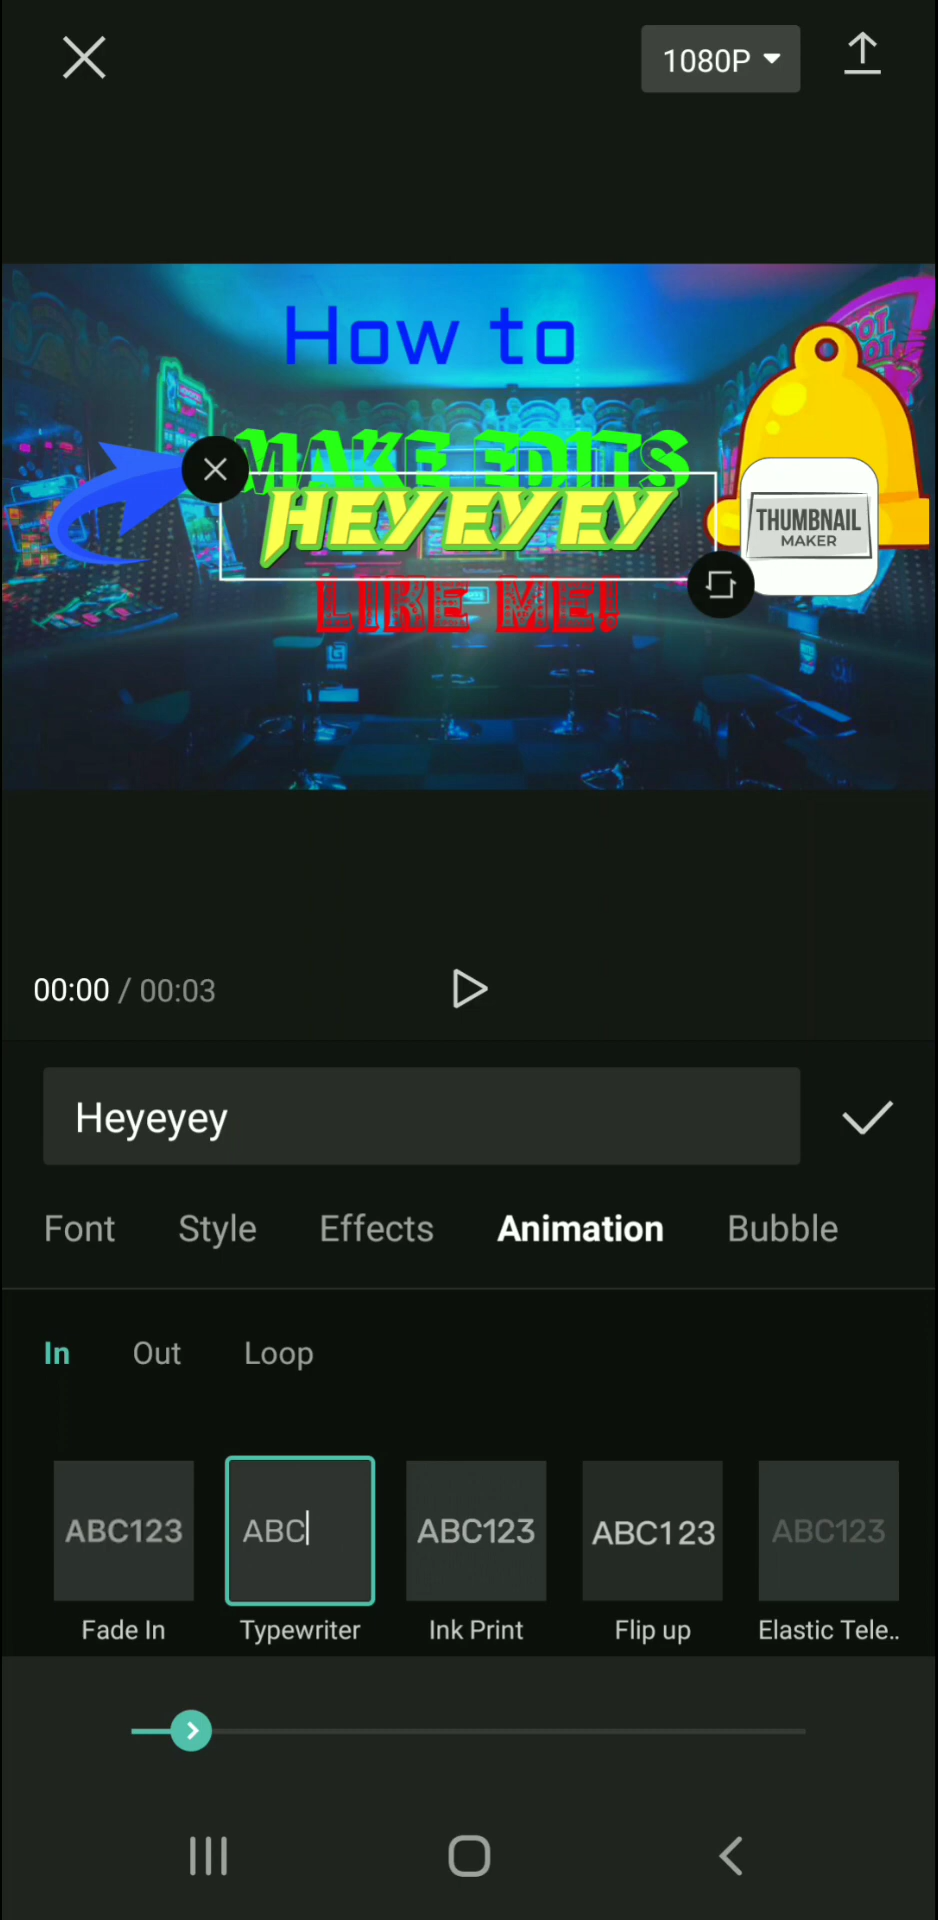 1080P
How to
MAKE EDITS
HEYEYEY
THUMBNAIL
MAKER
LIKE ME!
00:00 / 00:03
Heyeyey
Font Style Effects Animation Bubble
In Out Loop
ABC123 ABC ABC123 ABC123 ABC123
Fade In Typewriter Ink Print Flip up Elastic Tele..